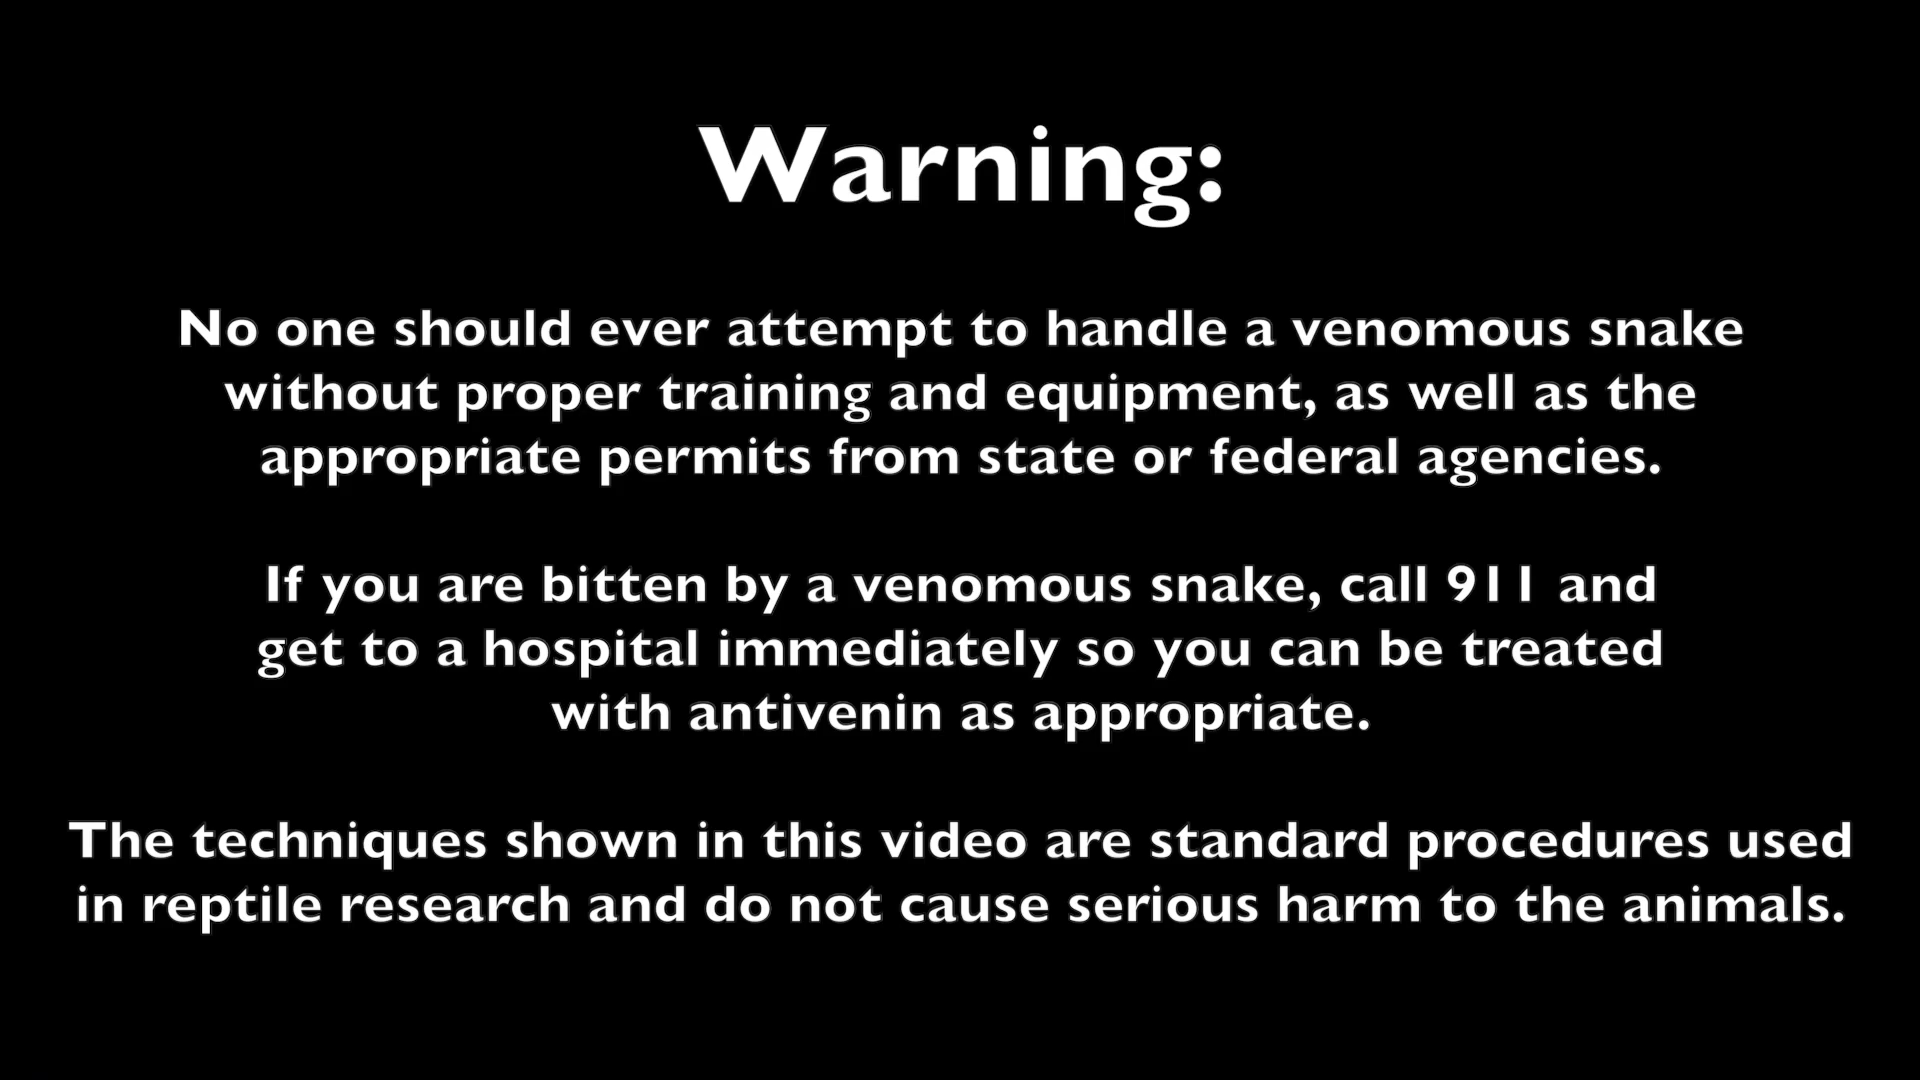 Warning:
No one should ever attempt to handle a venomous snake
without proper training and equipment, as well as the
appropriate permits from state or federal agencies.
If you are bitten by a venomous snake, call 911 and
get to a hospital immediately so you can be treated
with antivenin as appropriate.
The techniques shown in this video are standard procedures used
in reptile research and do not cause serious harm to the animals.